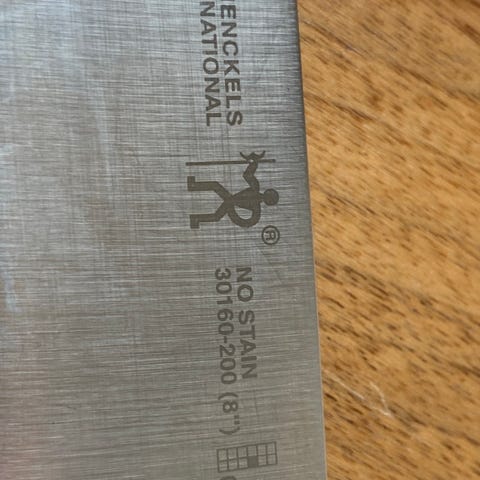 ENCKELS
NATIONAL
®
NO STAIN
30160-200 (8")